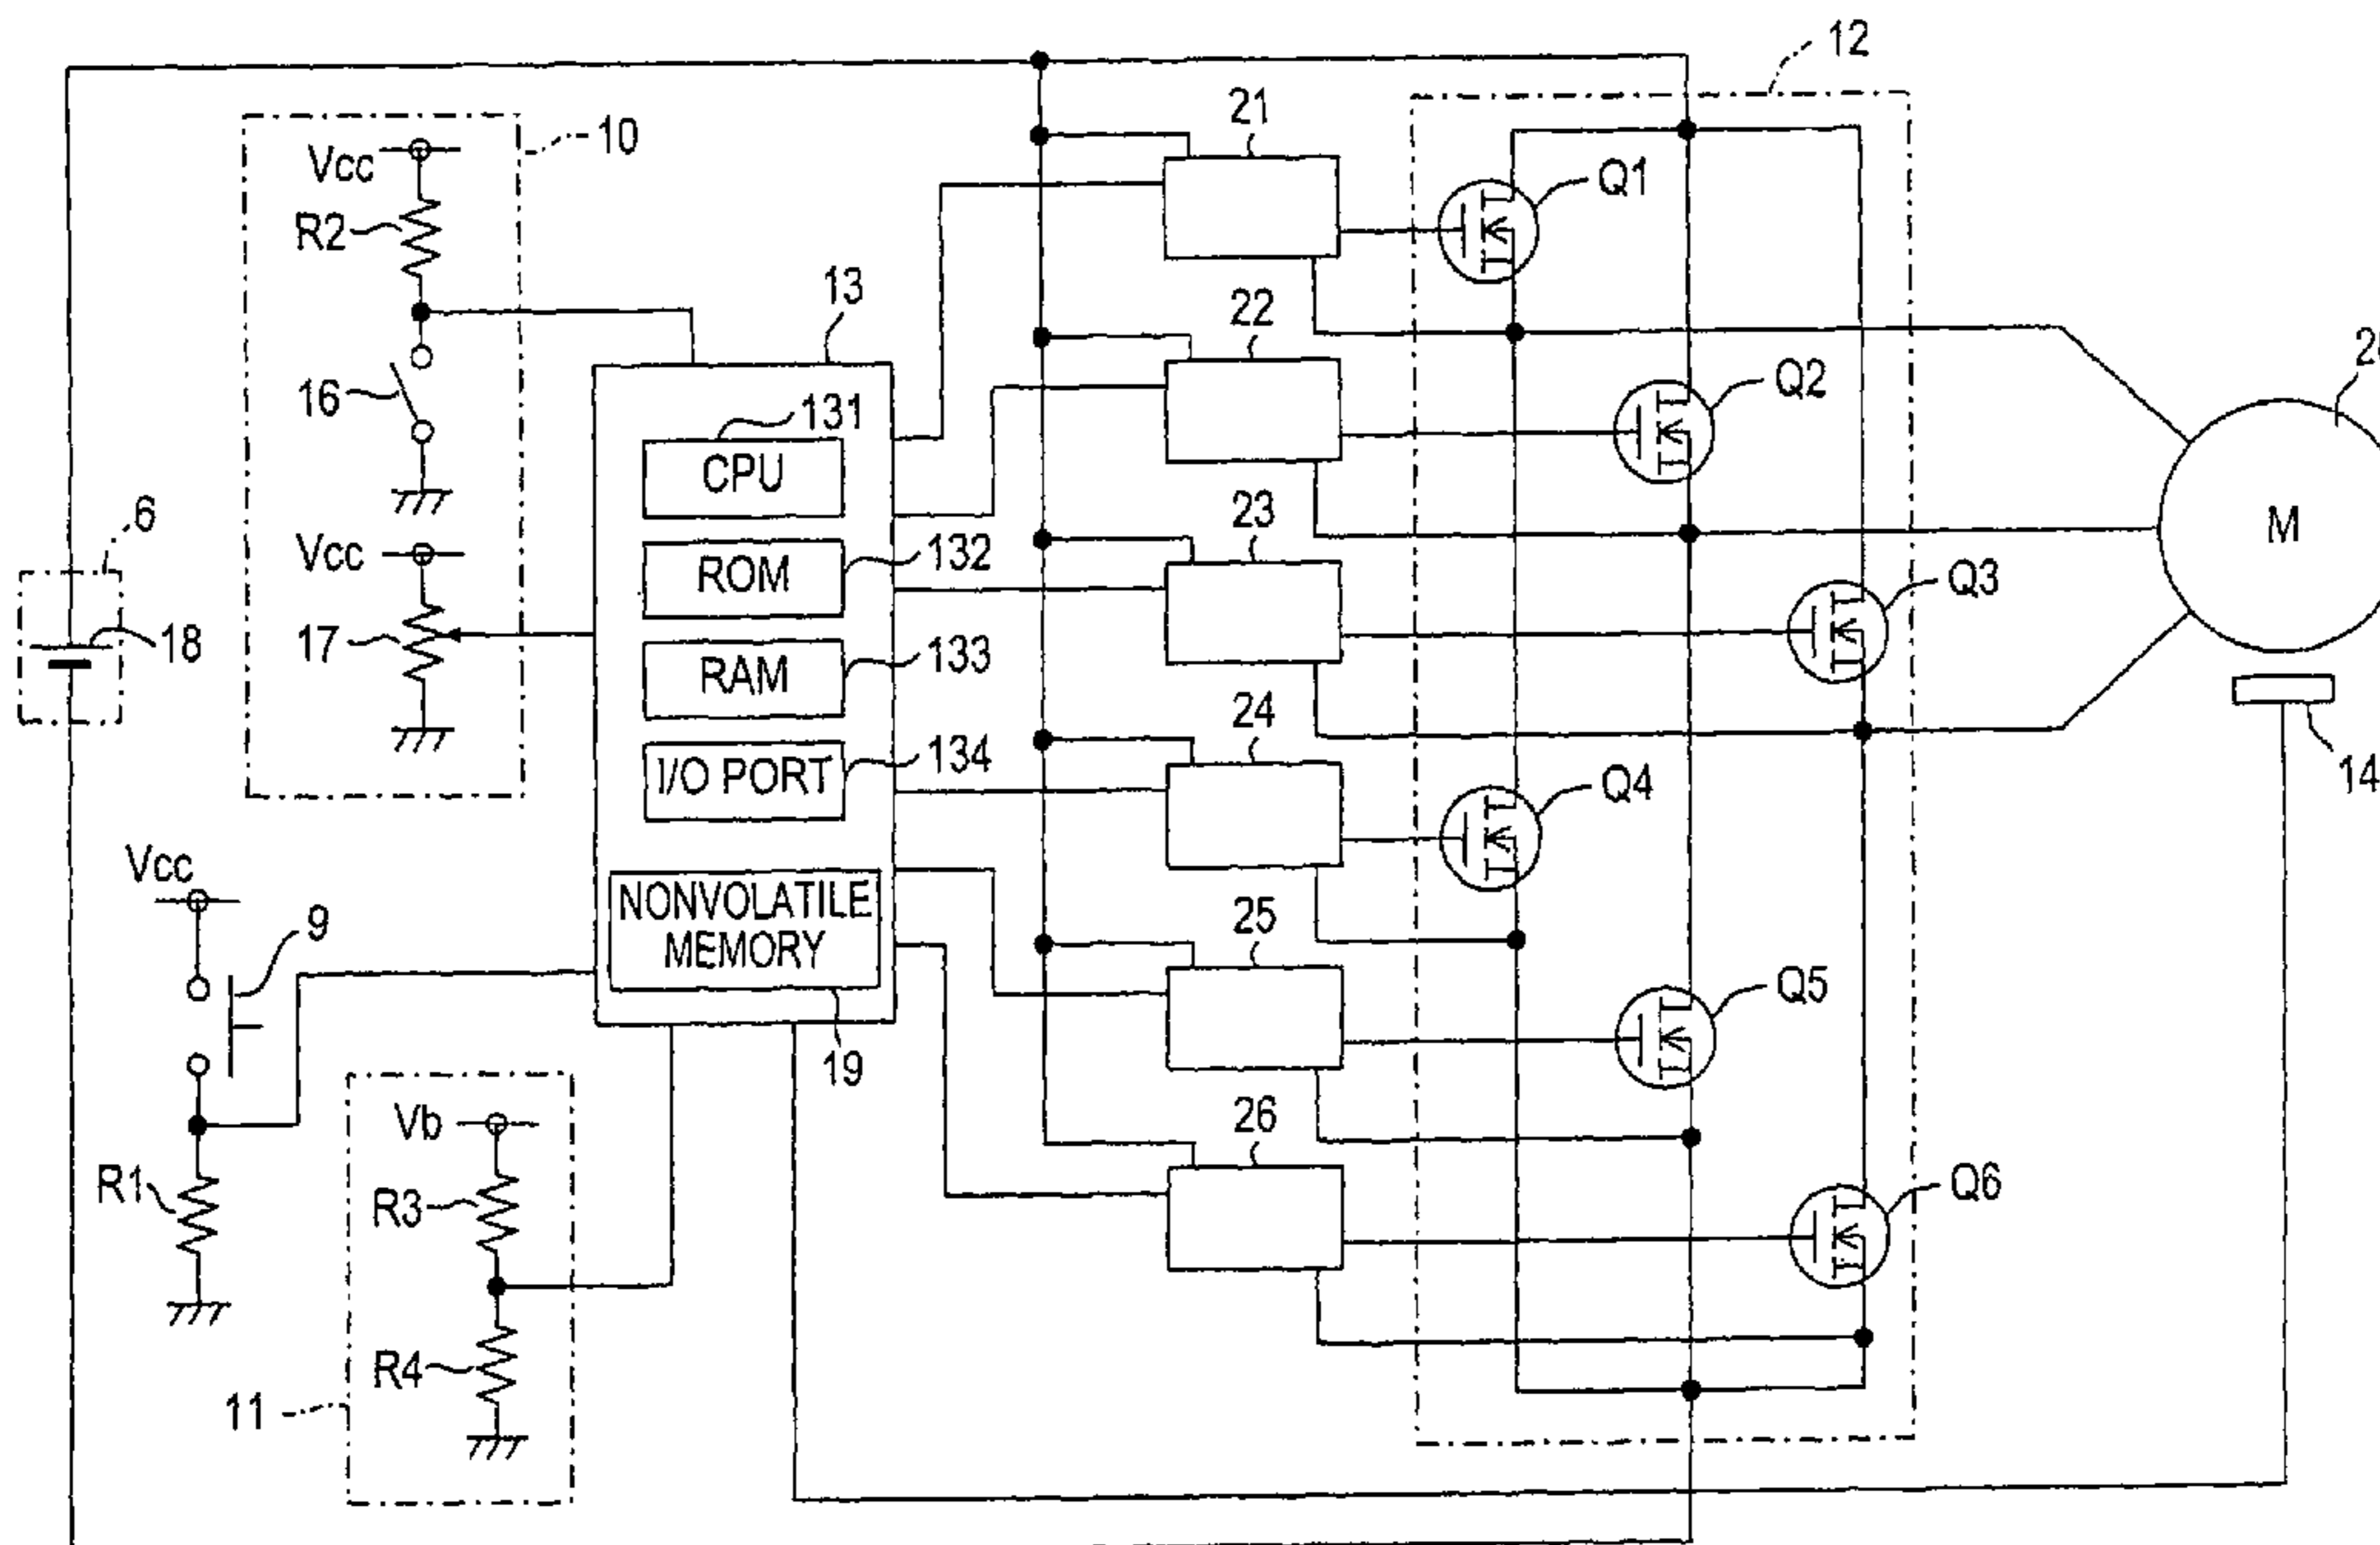 12
21
10
Vcc
Q1
R2
13
22
16
131
Q2
CPU
6
Vcc
23
132
ROM
Q3
M
17
18
133
RAM
24
14
134
I/O PORT
Q4
Vcc
NONVOLATILE
MEMORY
9
25
Q5
19
Vb
26
R1
R3
Q6
R4
11